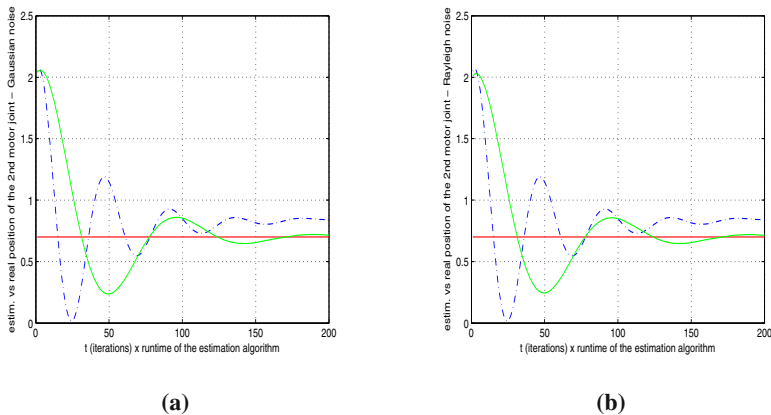 estim. vs real position of the 2nd motor joint – Gaussian noise
2.5
2
1.5
1
0.5
0
0 50 100 150 200
t (iterations) x runtime of the estimation algorithm
(a)
estim. vs real position of the 2nd motor joint – Rayleigh noise
2.5
2
1.5
1
0.5
0
0 50 100 150 200
t (iterations) x runtime of the estimation algorithm
(b)